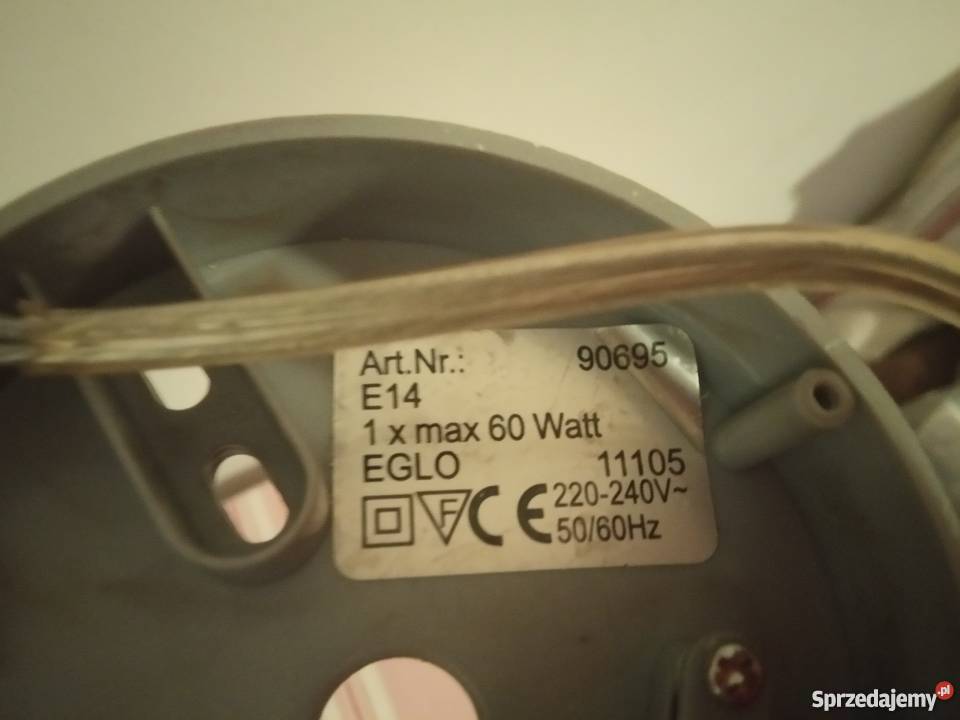 Art.Nr.: 90695
E14
1 x max 60 Watt
EGLO 11105
F CE 220-240V~
50/60Hz
Sprzedajemy.pl